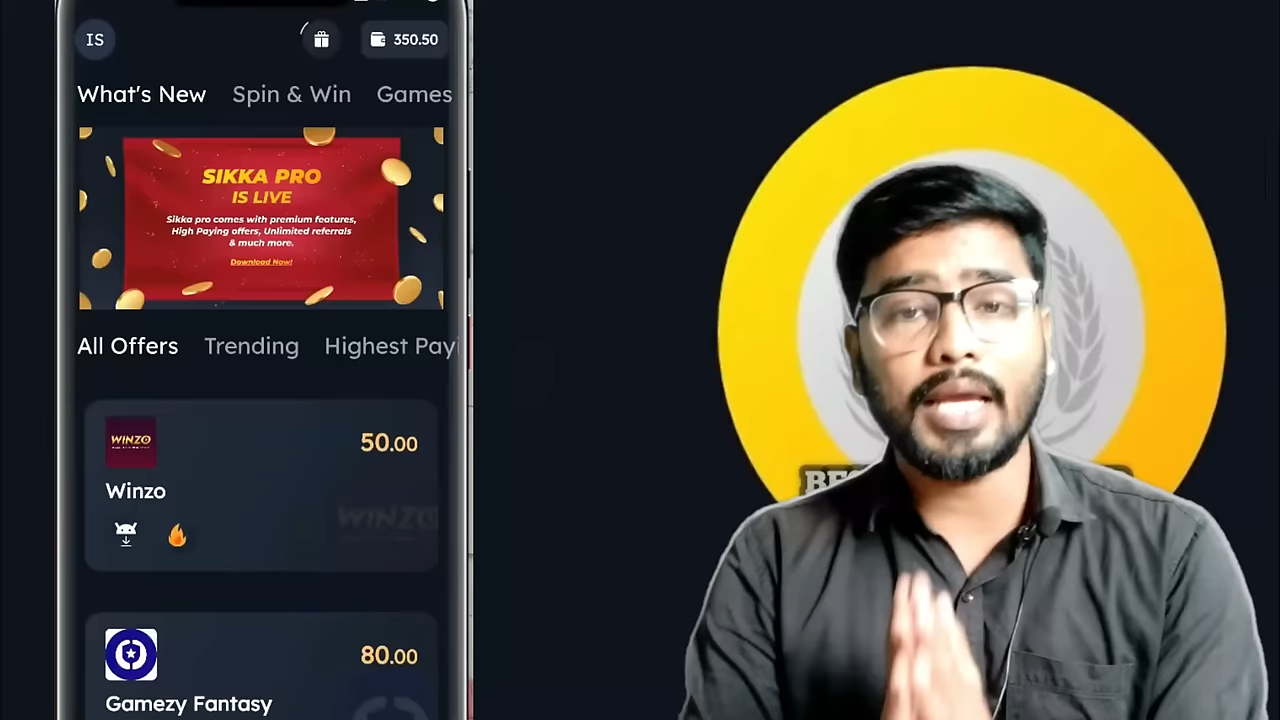 IS
350.50
What's New
Spin & Win
Games
SIKKA PRO
IS LIVE
Sikka pro comes with premium features,
High Paying offers, Unlimited referrals
& much more.
Download Now!
All Offers
Trending
Highest
WINZO
50.00
Winzo
WINZO
80.00
Gamezy Fantasy